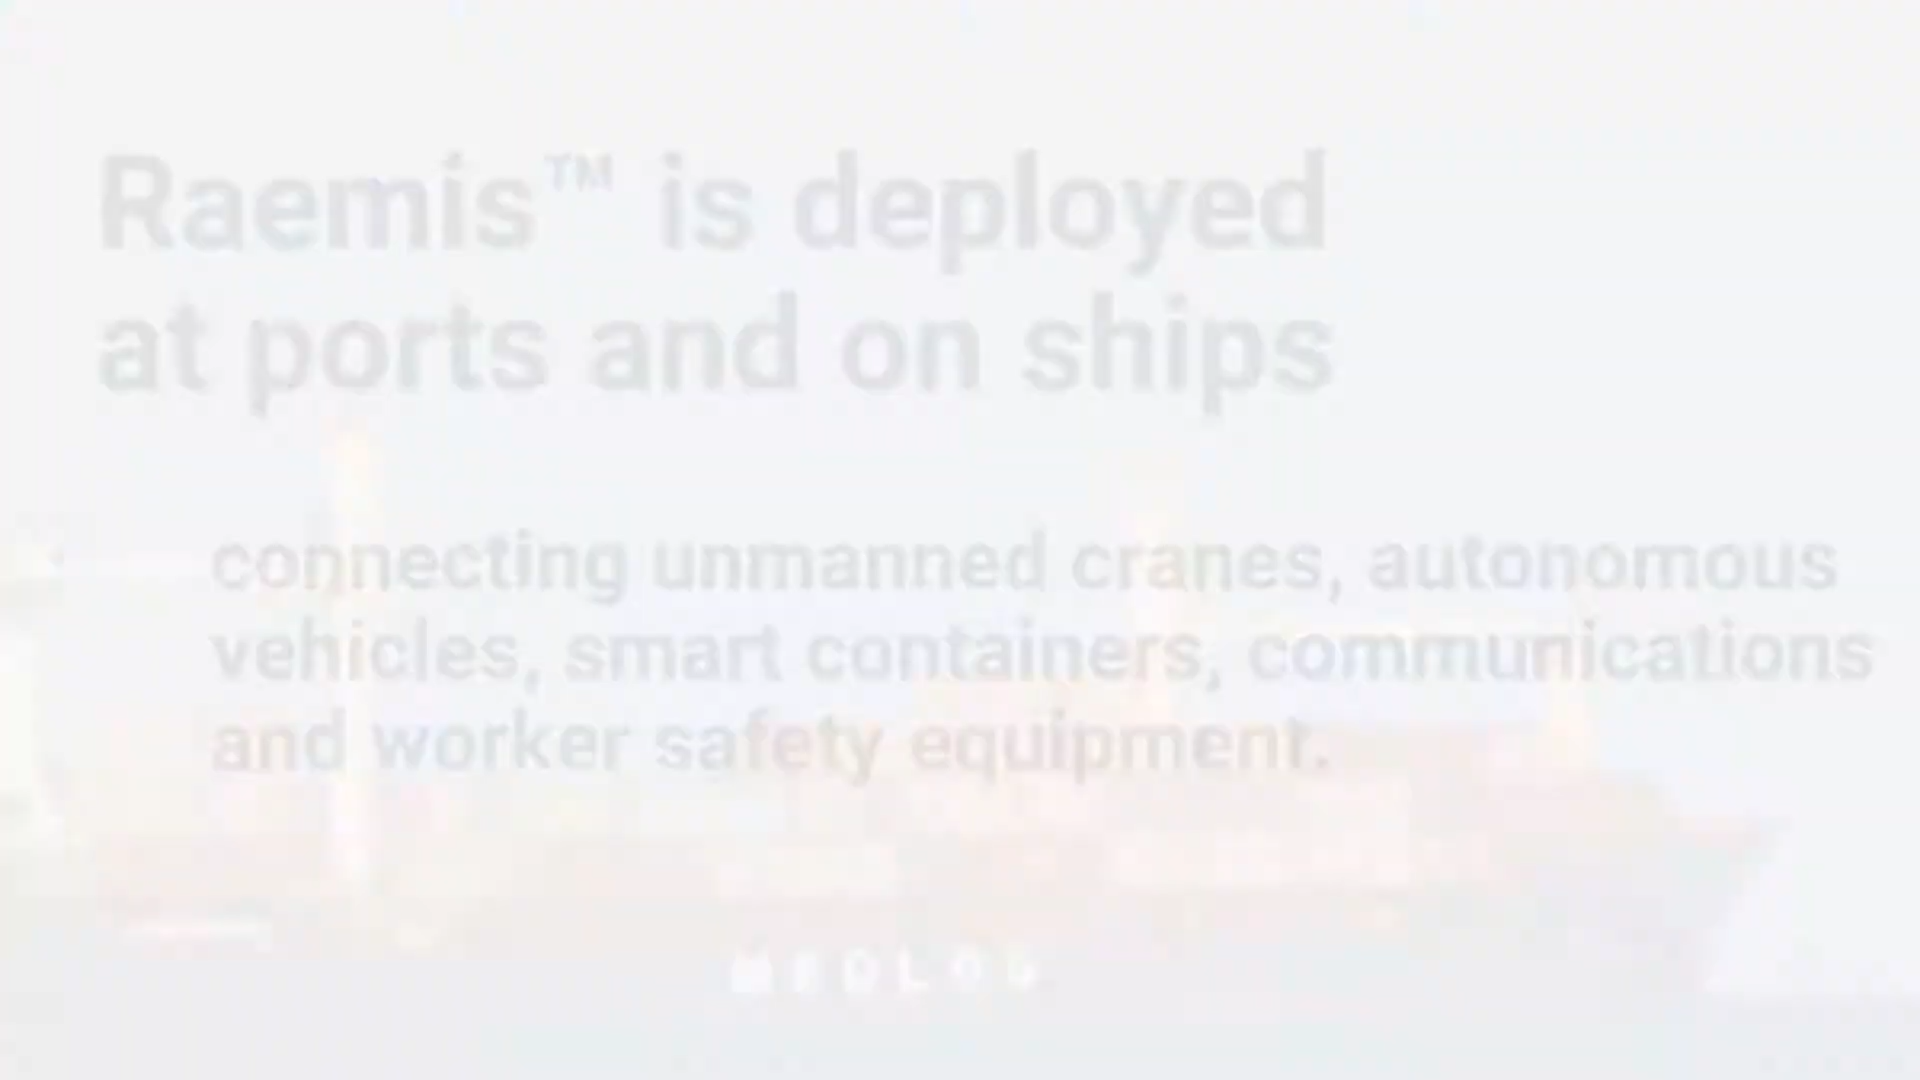 Raemis™ is deployed
at ports and on ships
connecting unmanned cranes, autonomous
vehicles, smart containers, communications
and worker safety equipment.